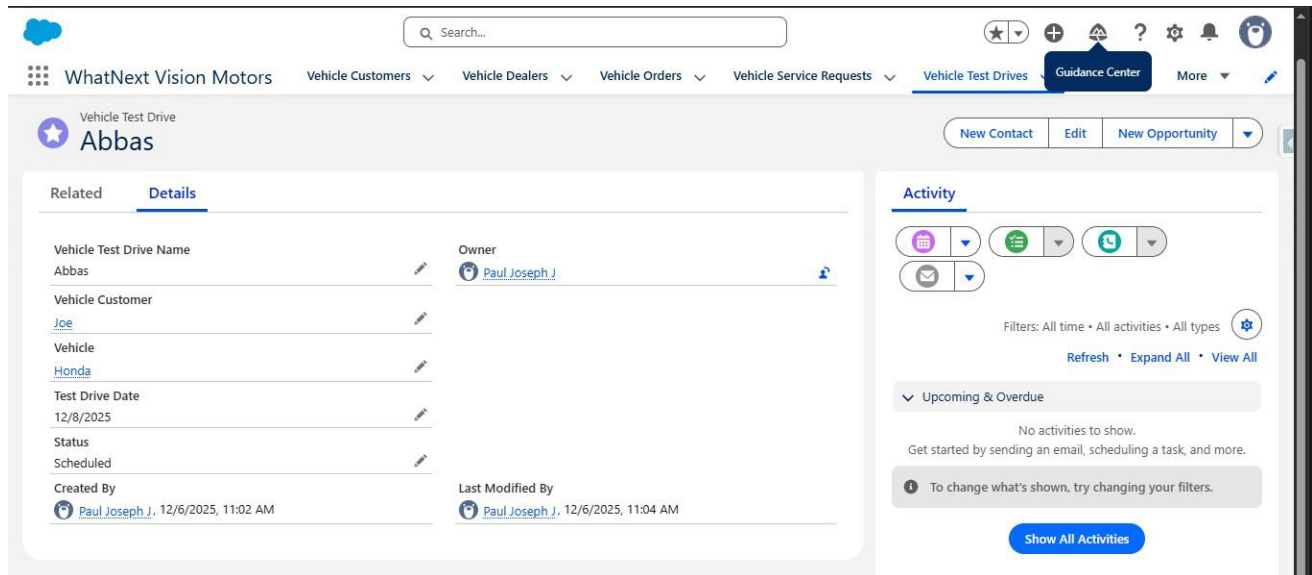 Search...
WhatNext Vision Motors Vehicle Customers Vehicle Dealers Vehicle Orders Vehicle Service Requests Vehicle Test Drives Guidance Center More
Vehicle Test Drive
Abbas
New Contact Edit New Opportunity
Related Details
Vehicle Test Drive Name
Abbas
Owner
Paul Joseph J
Vehicle Customer
Joe
Vehicle
Honda
Test Drive Date
12/8/2025
Status
Scheduled
Created By
Paul Joseph J, 12/6/2025, 11:02 AM
Last Modified By
Paul Joseph J, 12/6/2025, 11:04 AM
Activity
Filters: All time • All activities • All types
Refresh • Expand All • View All
Upcoming & Overdue
No activities to show.
Get started by sending an email, scheduling a task, and more.
To change what's shown, try changing your filters.
Show All Activities